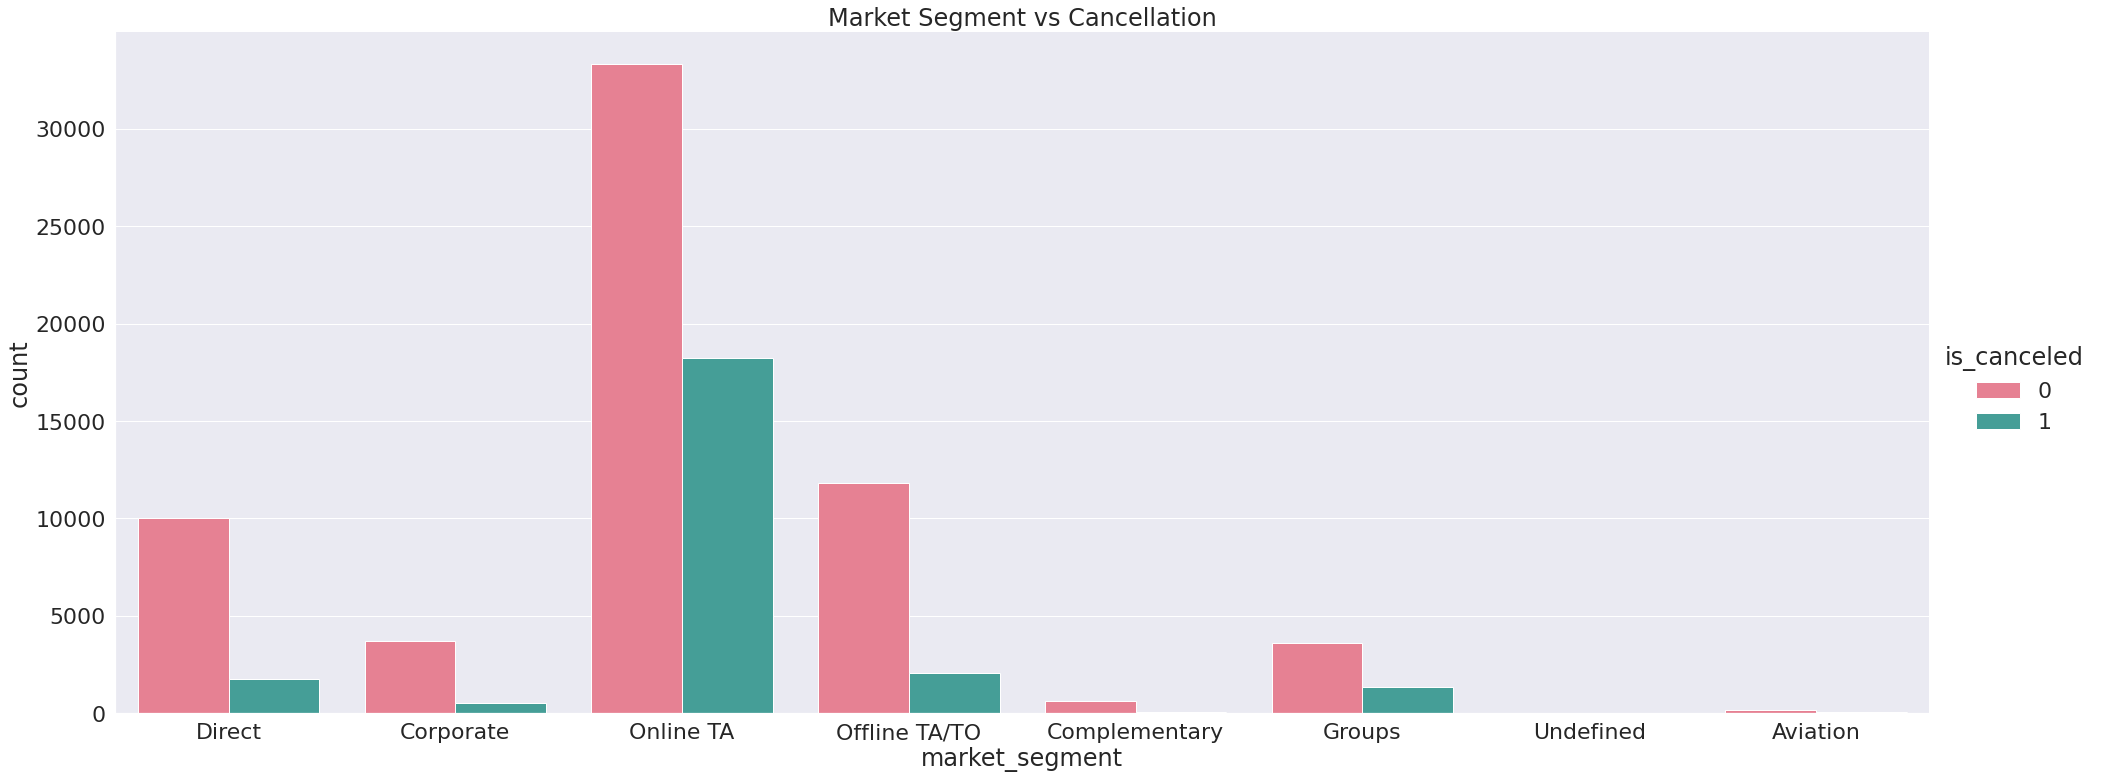 Market Segment vs Cancellation
count
30000
25000
20000
15000
10000
5000
0
Direct Corporate Online TA Offline TA/TO Complementary Groups Undefined Aviation
market_segment
is_canceled
0
1